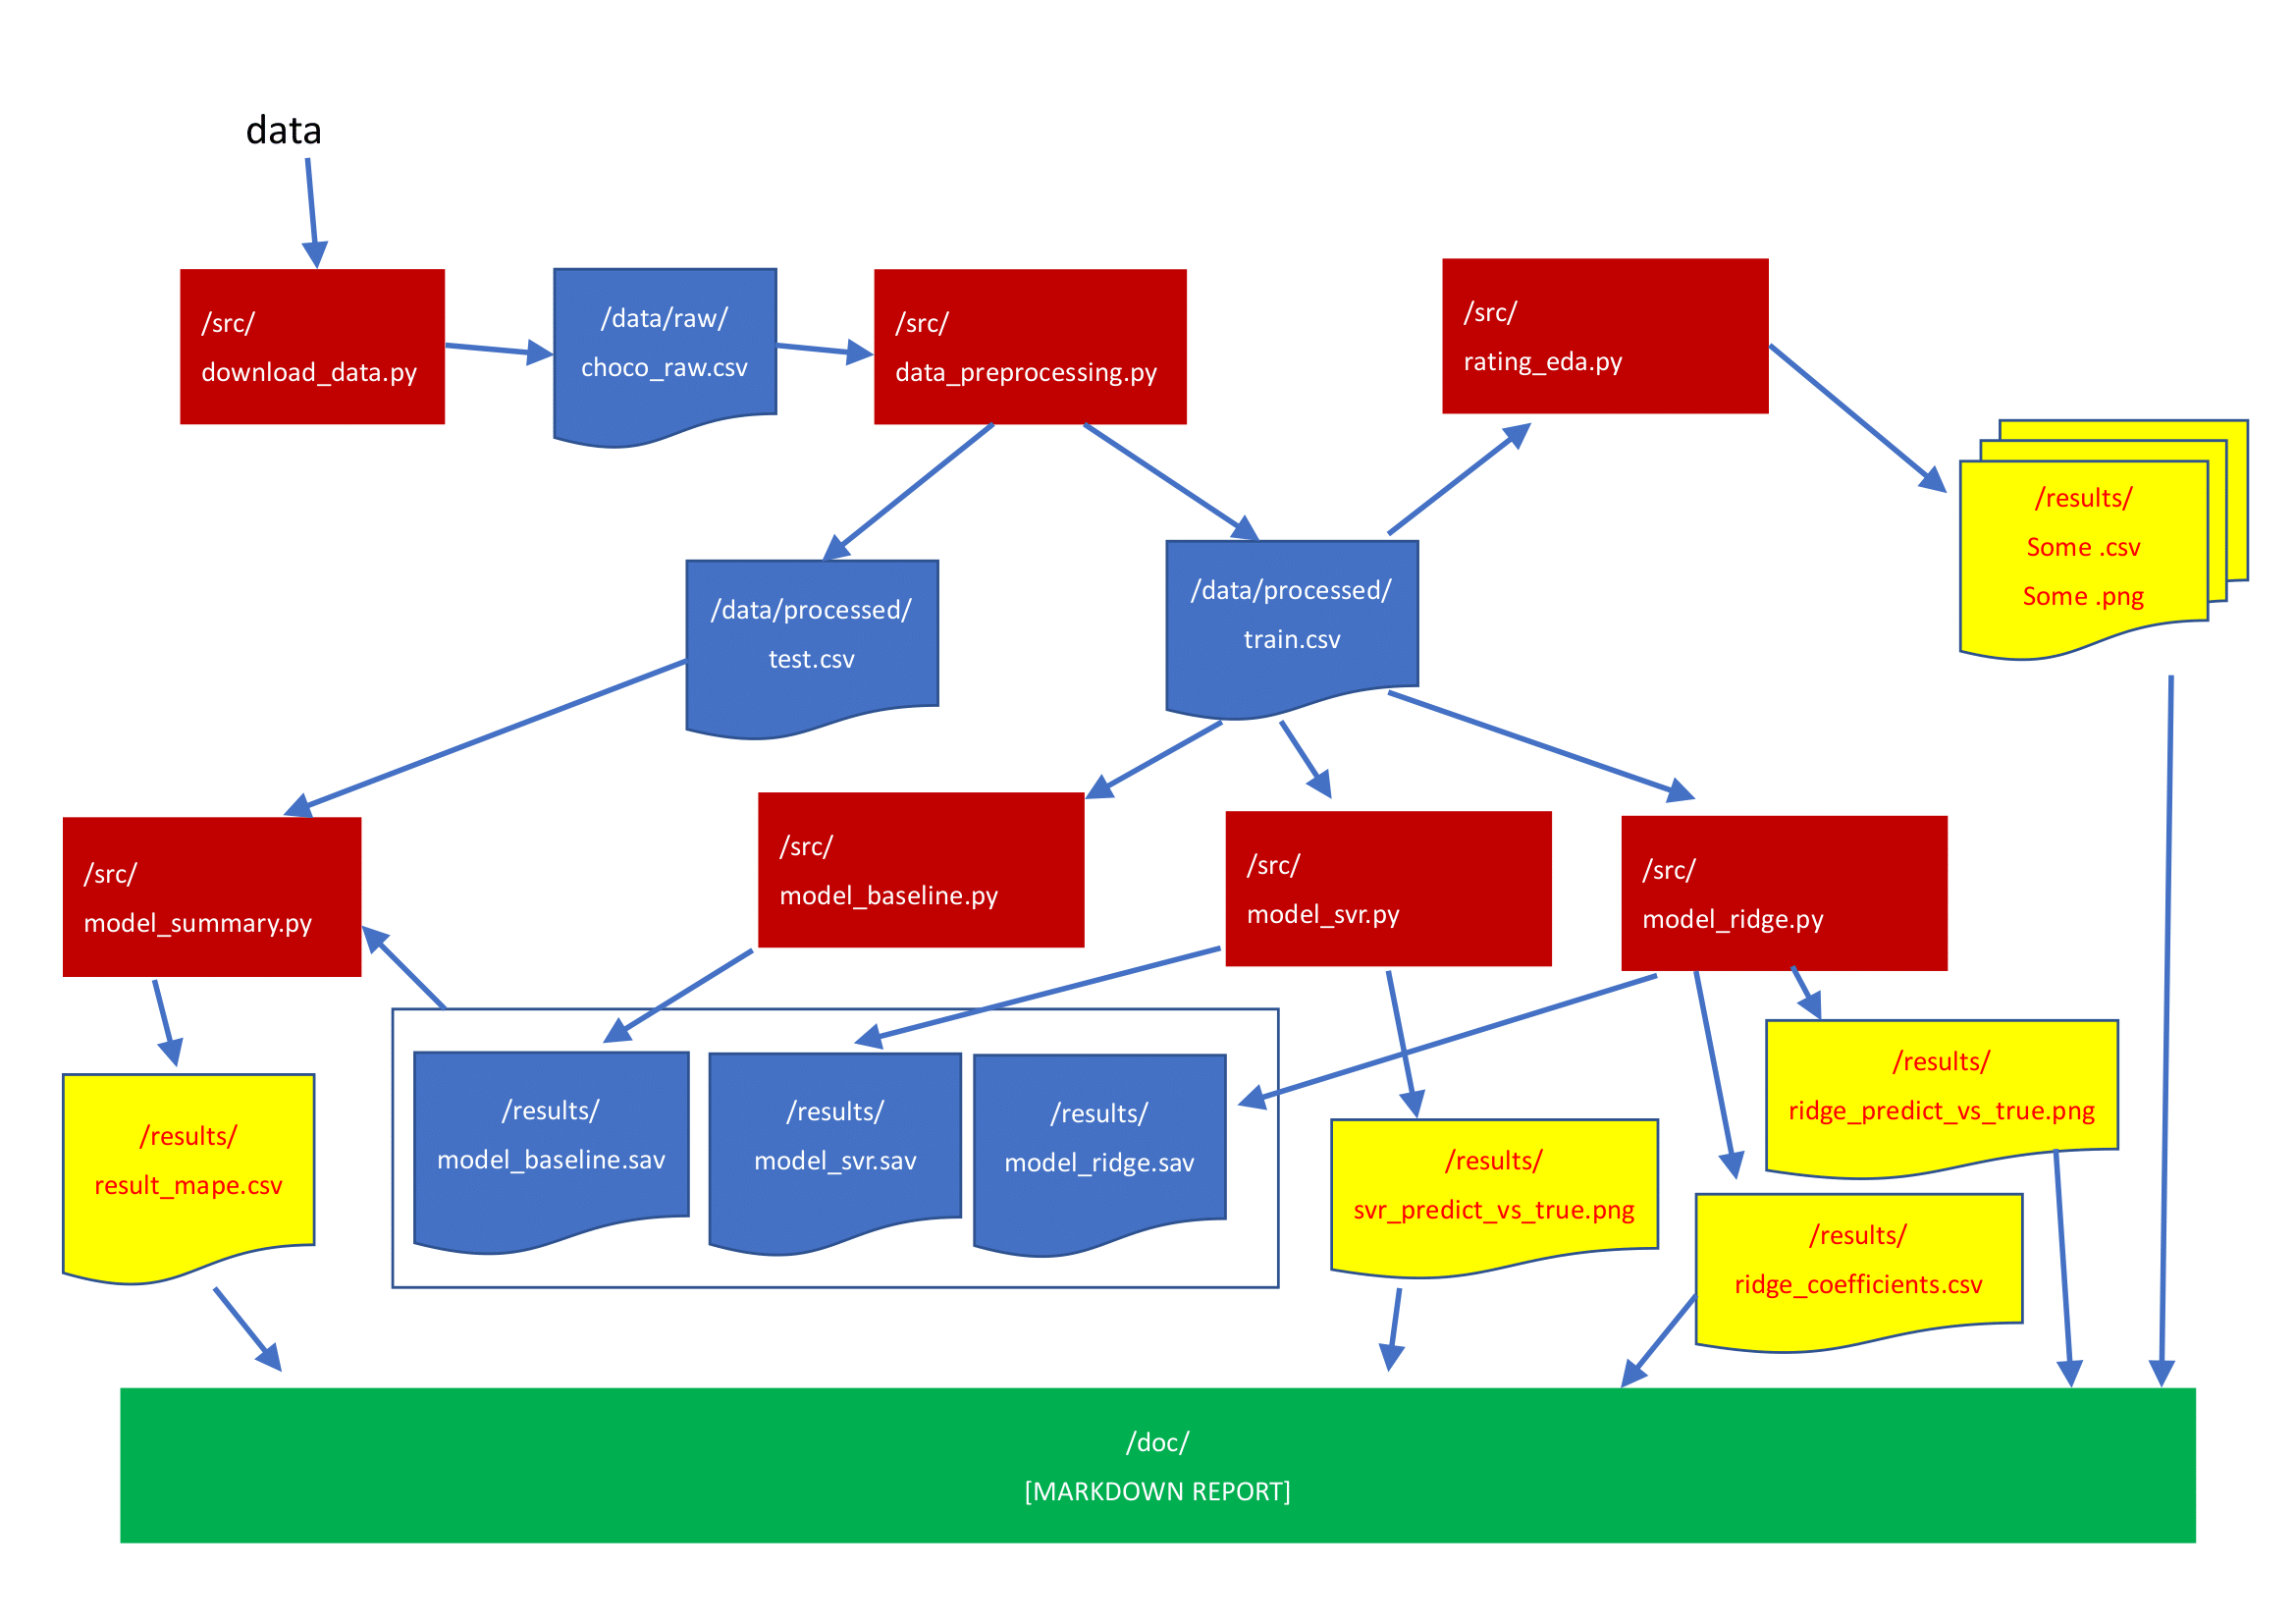 data
/src/
download_data.py
/data/raw/
choco_raw.csv
/src/
data_preprocessing.py
/src/
rating_eda.py
/results/
Some .csv
Some .png
/data/processed/
test.csv
/data/processed/
train.csv
/src/
model_summary.py
/src/
model_baseline.py
/src/
model_svr.py
/src/
model_ridge.py
/results/
result_mape.csv
/results/
model_baseline.sav
/results/
model_svr.sav
/results/
model_ridge.sav
/results/
svr_predict_vs_true.png
/results/
ridge_predict_vs_true.png
/results/
ridge_coefficients.csv
/doc/
[MARKDOWN REPORT]